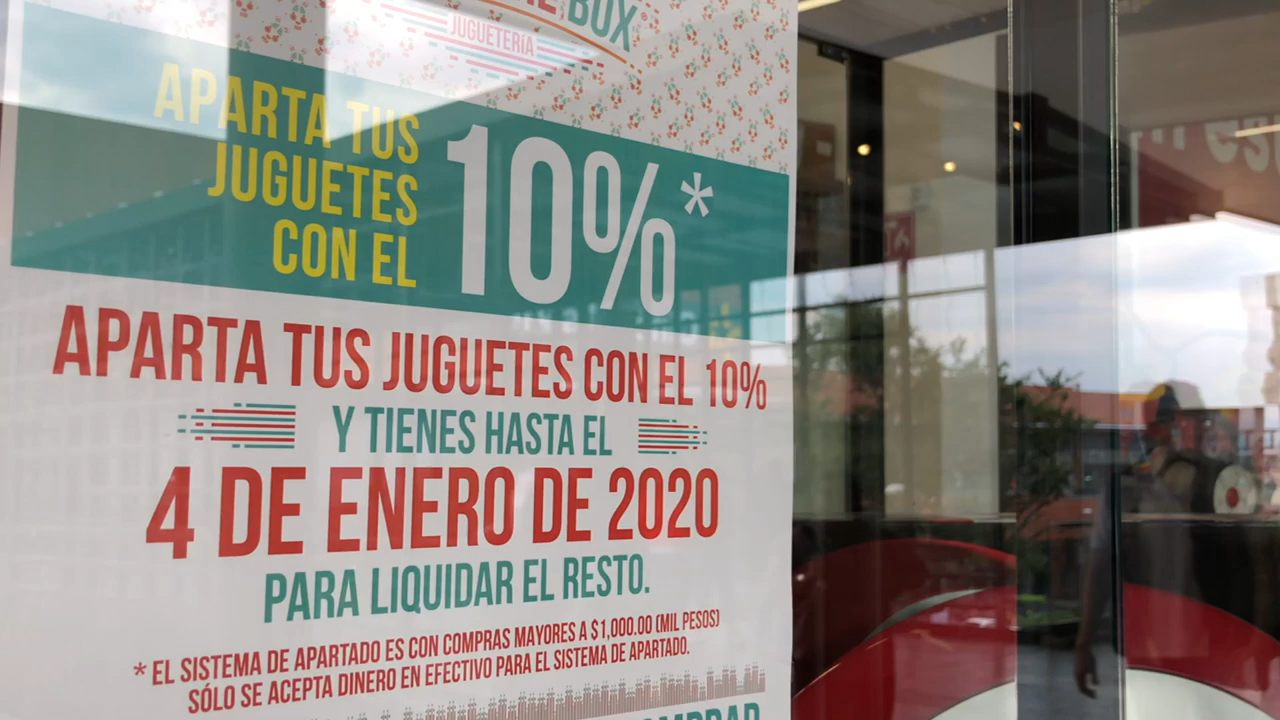 BOX
JUGUETERÍA
APARTA TUS
JUGUETES
CON EL
10%*
APARTA TUS JUGUETES CON EL 10%
Y TIENES HASTA EL
4 DE ENERO DE 2020
PARA LIQUIDAR EL RESTO.
* EL SISTEMA DE APARTADO ES CON COMPRAS MAYORES A $1,000.00 (MIL PESOS)
SÓLO SE ACEPTA DINERO EN EFECTIVO PARA EL SISTEMA DE APARTADO.